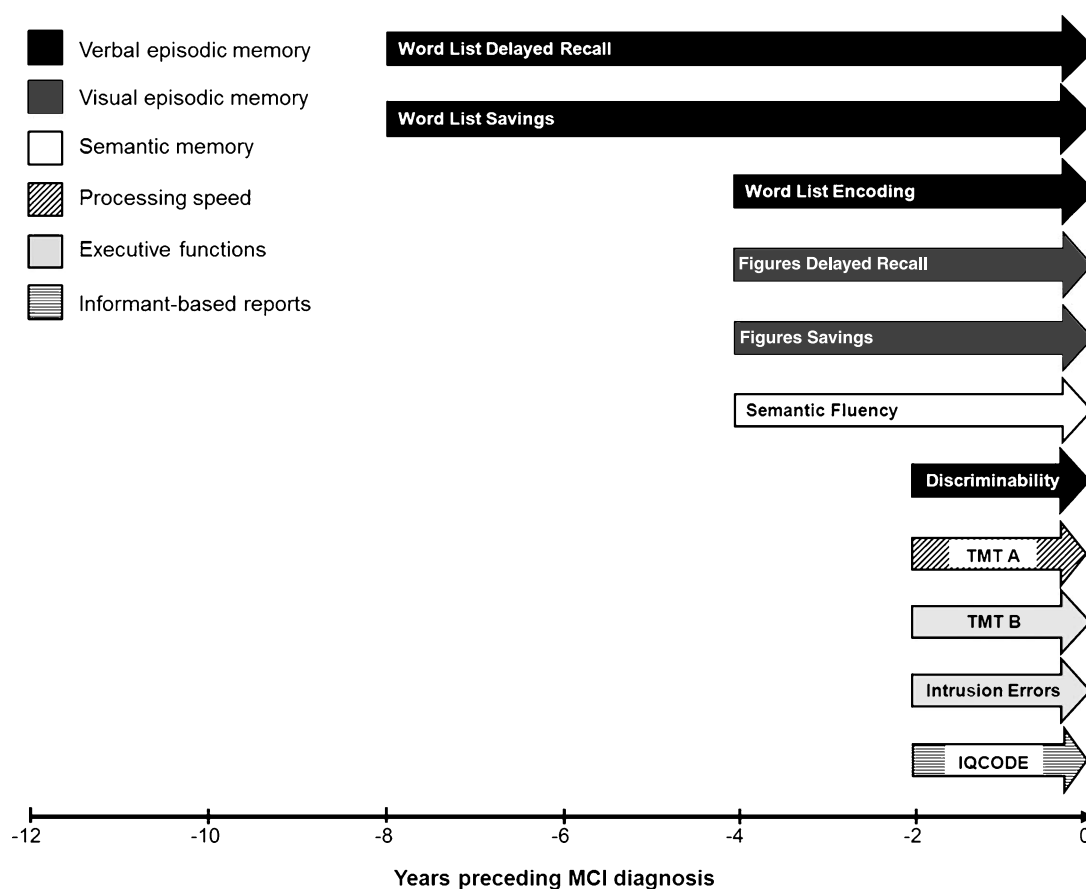 Verbal episodic memory
Visual episodic memory
Semantic memory
Processing speed
Executive functions
Informant-based reports
Word List Delayed Recall
Word List Savings
Word List Encoding
Figures Delayed Recall
Figures Savings
Semantic Fluency
Discriminability
TMT A
TMT B
Intrusion Errors
IQCODE
-12 -10 -8 -6 -4 -2 0
Years preceding MCI diagnosis